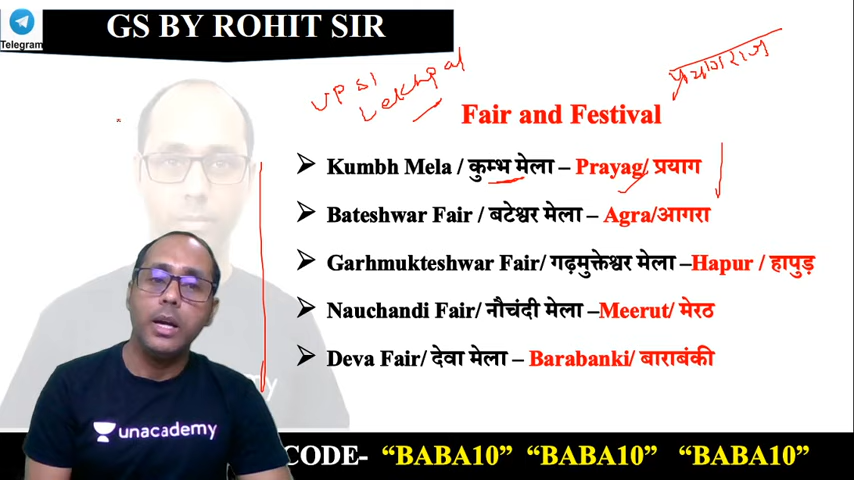 Telegram
GS BY ROHIT SIR
UPSI
Lekhpal
प्रयागराज
Fair and Festival
➢ Kumbh Mela / कुम्भ मेला – Prayag/ प्रयाग
➢ Bateshwar Fair / बटेश्वर मेला – Agra/आगरा
➢ Garhmukteshwar Fair/ गढ़मुक्तेश्वर मेला –Hapur / हापुड़
➢ Nauchandi Fair/ नौचंदी मेला –Meerut/ मेरठ
➢ Deva Fair/ देवा मेला – Barabanki/ बाराबंकी
unacademy
CODE- “BABA10” “BABA10” “BABA10”